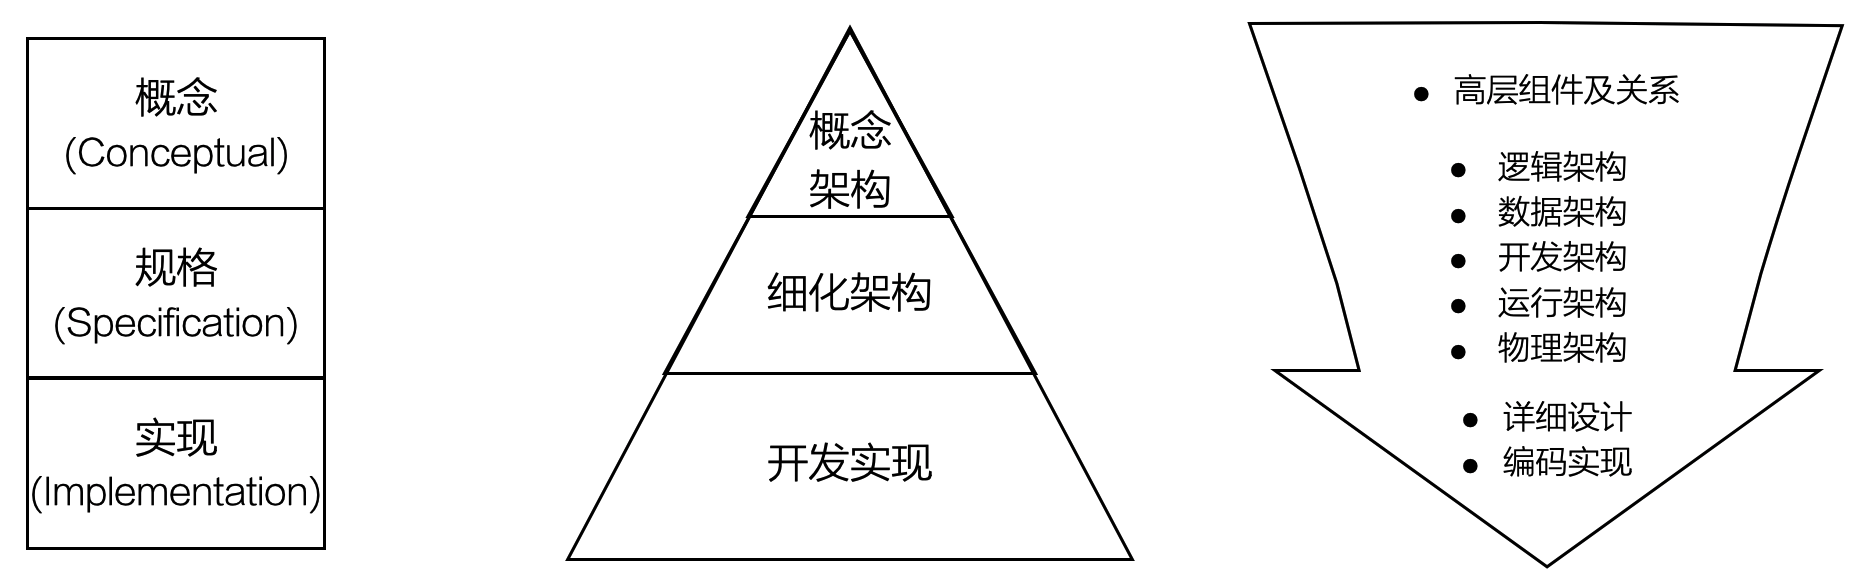 概念
(Conceptual)
规格
(Specification)
实现
(Implementation)
概念
架构
细化架构
开发实现
● 高层组件及关系
● 逻辑架构
● 数据架构
● 开发架构
● 运行架构
● 物理架构
● 详细设计
● 编码实现